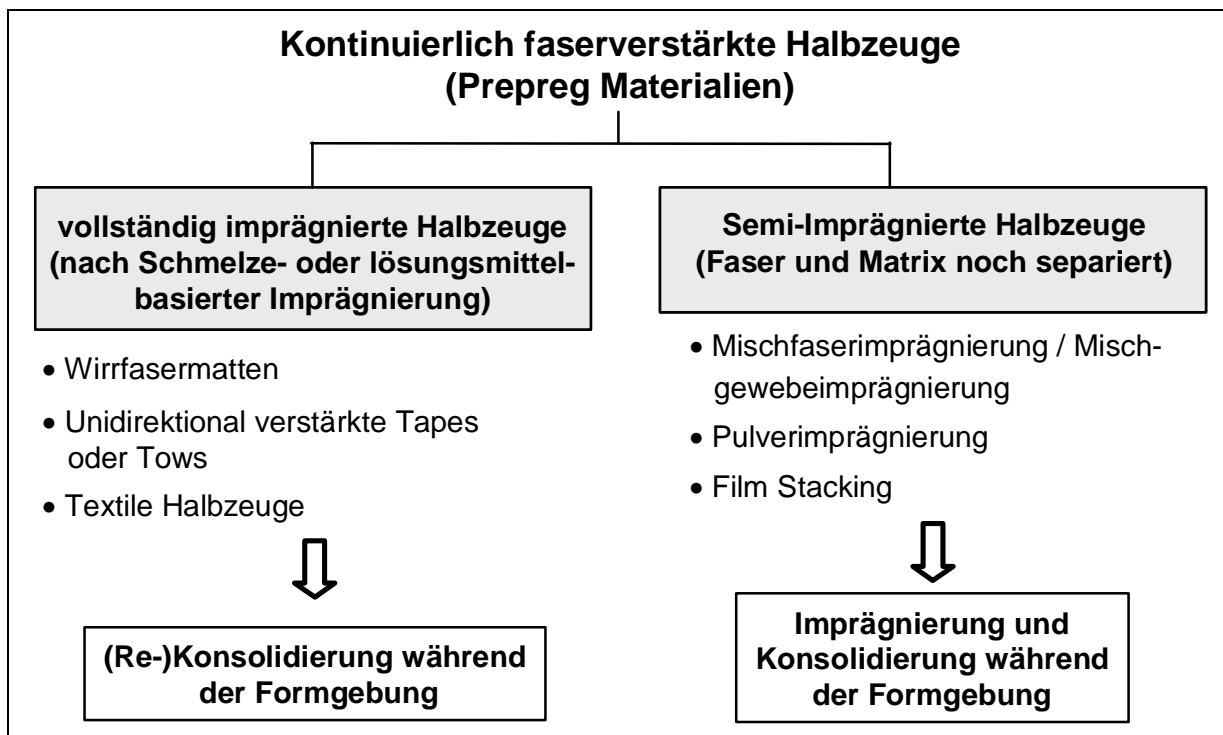 Kontinuierlich faserverstärkte Halbzeuge
(Prepreg Materialien)
vollständig imprägnierte Halbzeuge
(nach Schmelze- oder lösungsmittel-
basierter Imprägnierung)
• Wirrfasermatten
• Unidirektional verstärkte Tapes
oder Tows
• Textile Halbzeuge
(Re-)Konsolidierung während
der Formgebung
Semi-Imprägnierte Halbzeuge
(Faser und Matrix noch separiert)
• Mischfaserimprägnierung / Misch-
gewebeimprägnierung
• Pulverimprägnierung
• Film Stacking
Imprägnierung und
Konsolidierung während
der Formgebung